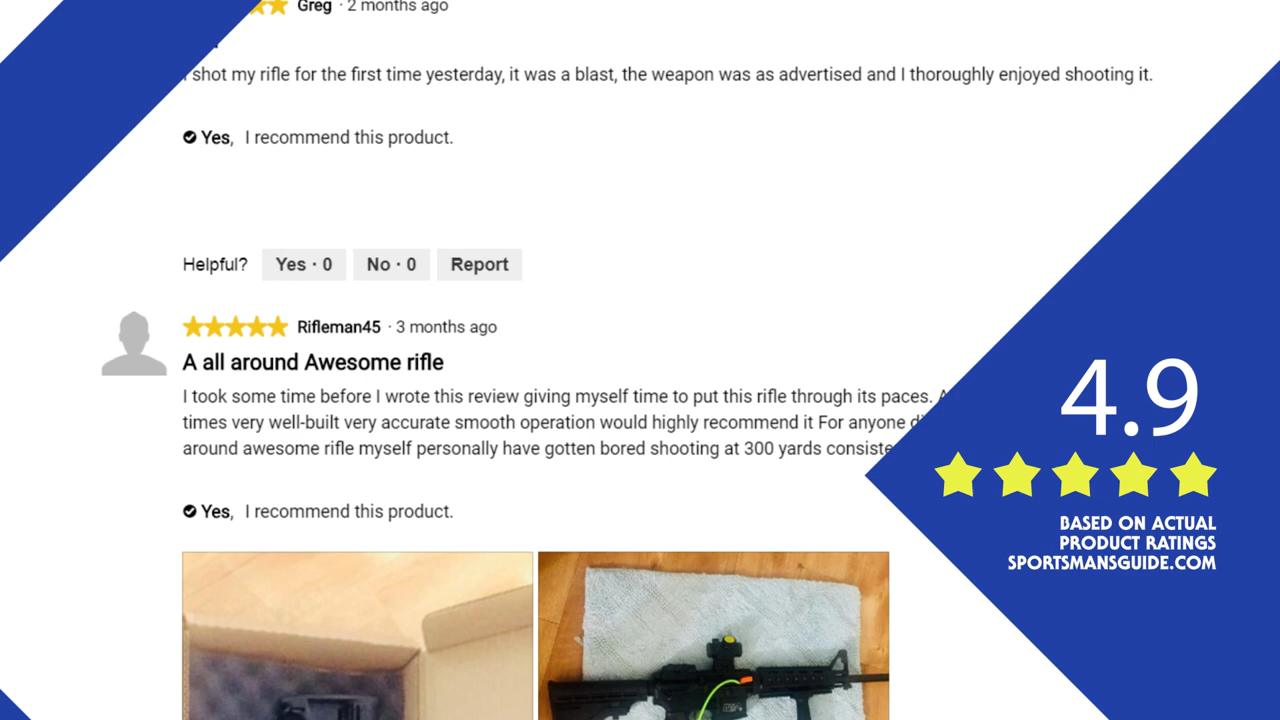 Greg · 2 months ago
shot my rifle for the first time yesterday, it was a blast, the weapon was as advertised and I thoroughly enjoyed shooting it.
Yes, I recommend this product.
Helpful? Yes · 0 No · 0 Report
Rifleman45 · 3 months ago
A all around Awesome rifle
I took some time before I wrote this review giving myself time to put this rifle through its paces.
times very well-built very accurate smooth operation would highly recommend it For anyone
around awesome rifle myself personally have gotten bored shooting at 300 yards
Yes, I recommend this product.
4.9
BASED ON ACTUAL
PRODUCT RATINGS
SPORTSMANSGUIDE.COM